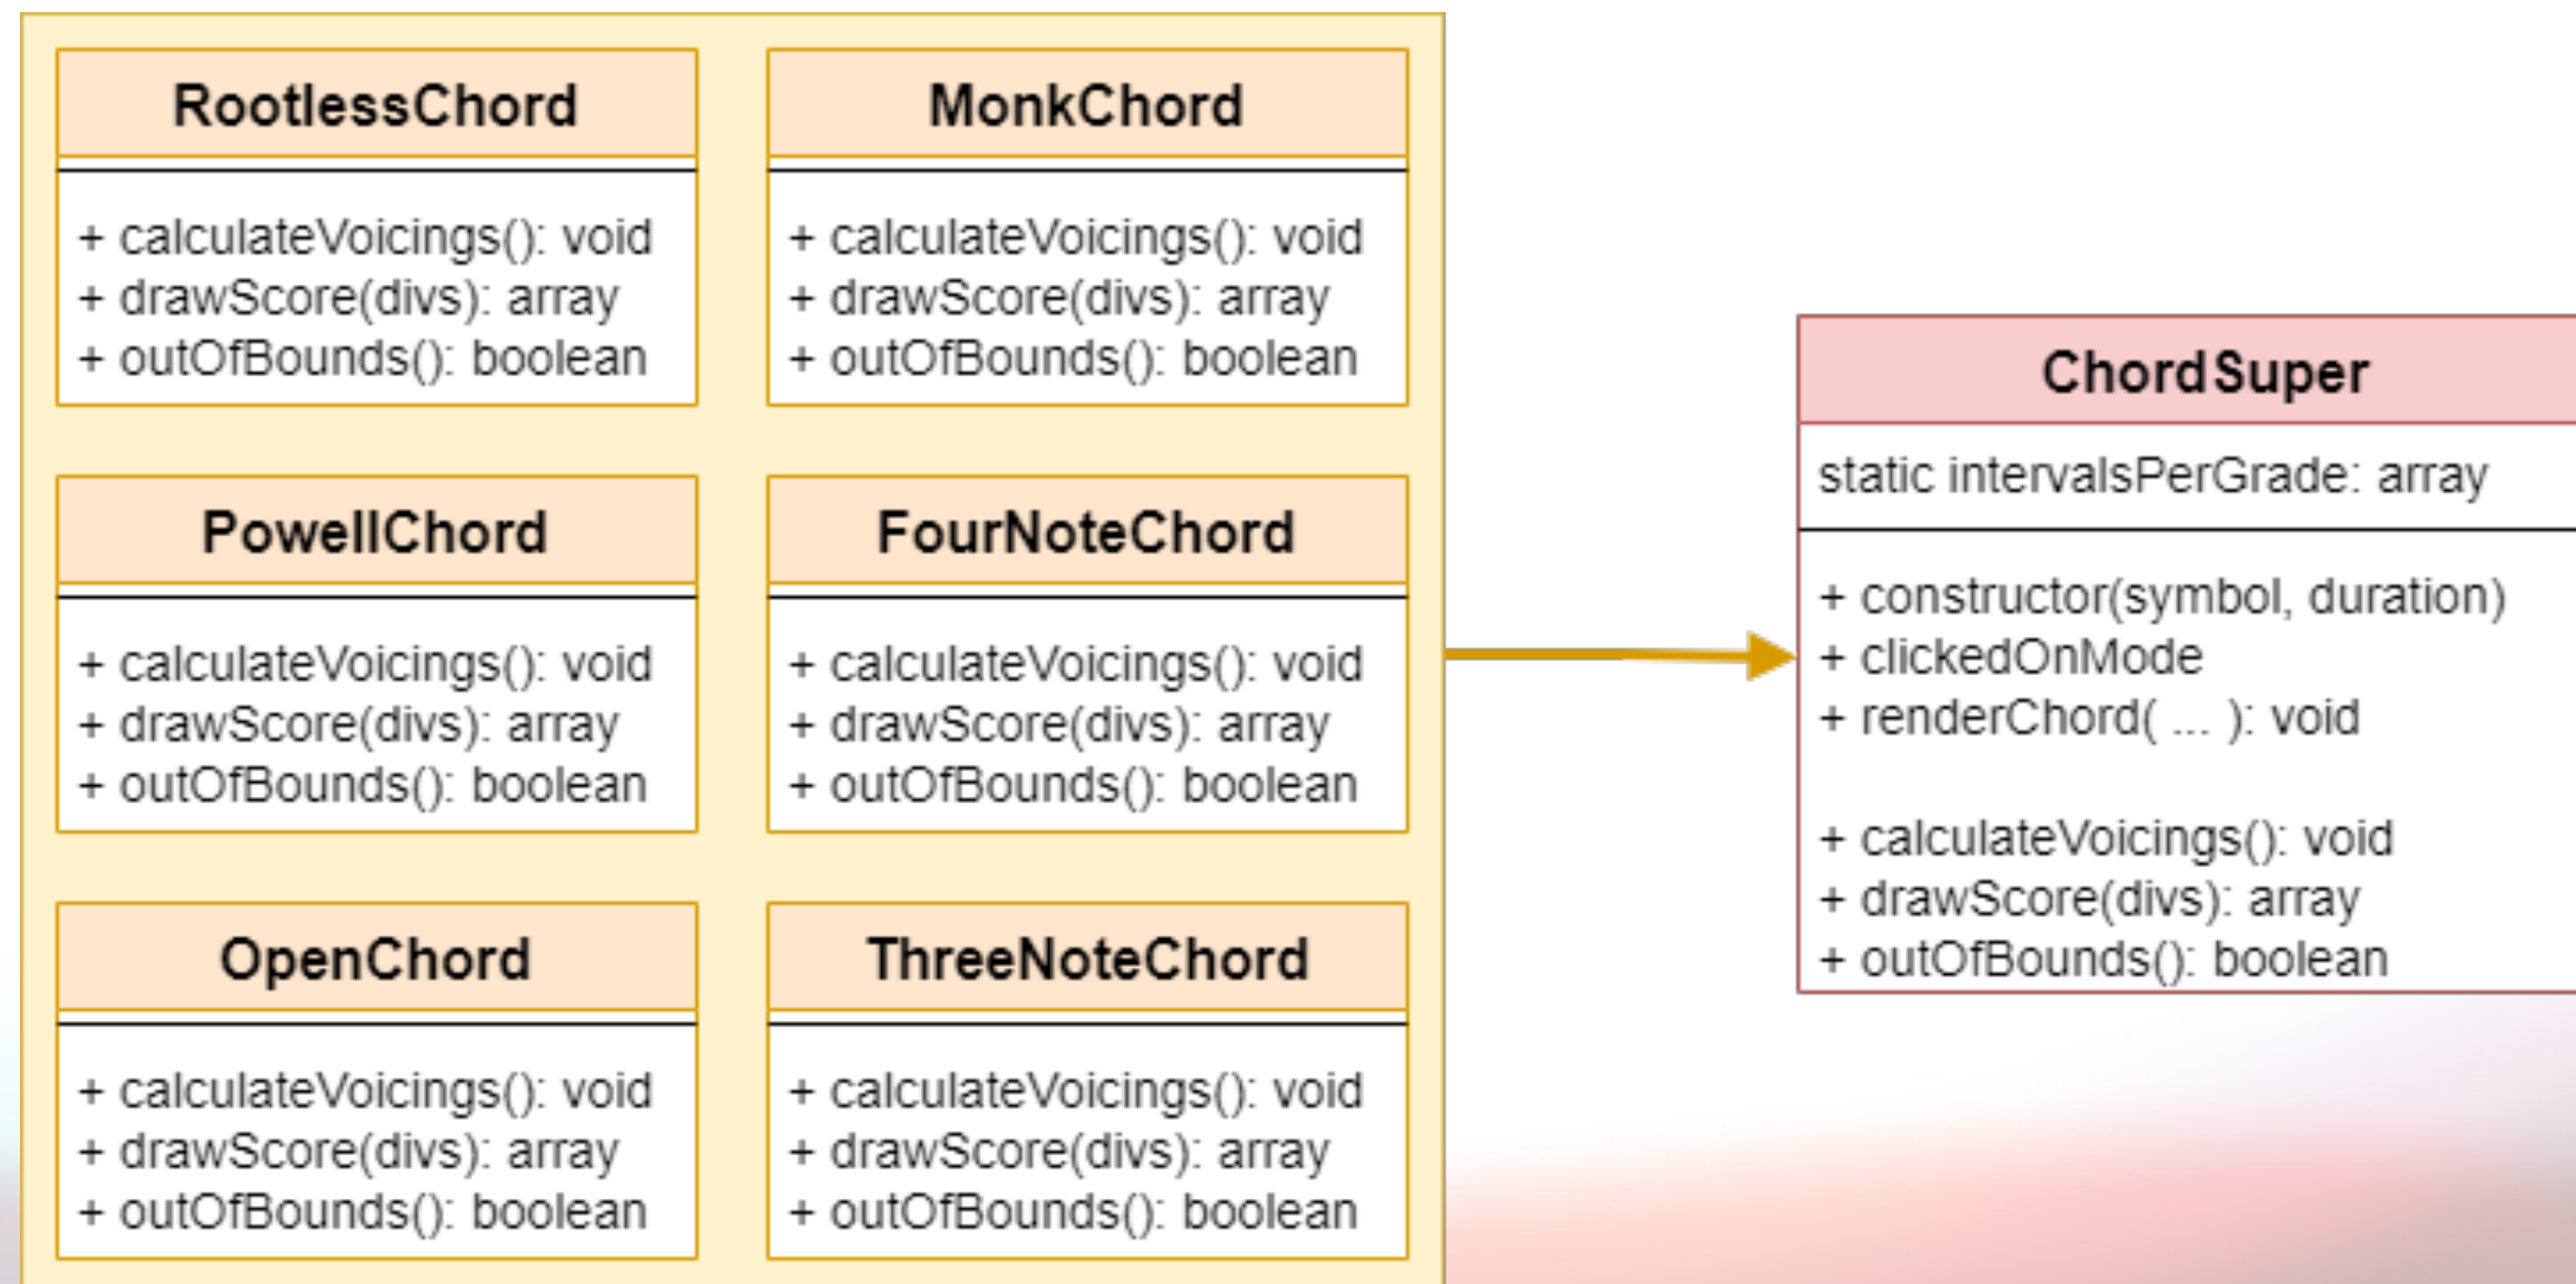 RootlessChord
+ calculateVoicings(): void
+ drawScore(divs): array
+ outOfBounds(): boolean
MonkChord
+ calculateVoicings(): void
+ drawScore(divs): array
+ outOfBounds(): boolean
PowellChord
+ calculateVoicings(): void
+ drawScore(divs): array
+ outOfBounds(): boolean
FourNoteChord
+ calculateVoicings(): void
+ drawScore(divs): array
+ outOfBounds(): boolean
OpenChord
+ calculateVoicings(): void
+ drawScore(divs): array
+ outOfBounds(): boolean
ThreeNoteChord
+ calculateVoicings(): void
+ drawScore(divs): array
+ outOfBounds(): boolean
ChordSuper
static intervalsPerGrade: array
+ constructor(symbol, duration)
+ clickedOnMode
+ renderChord( ... ): void
+ calculateVoicings(): void
+ drawScore(divs): array
+ outOfBounds(): boolean